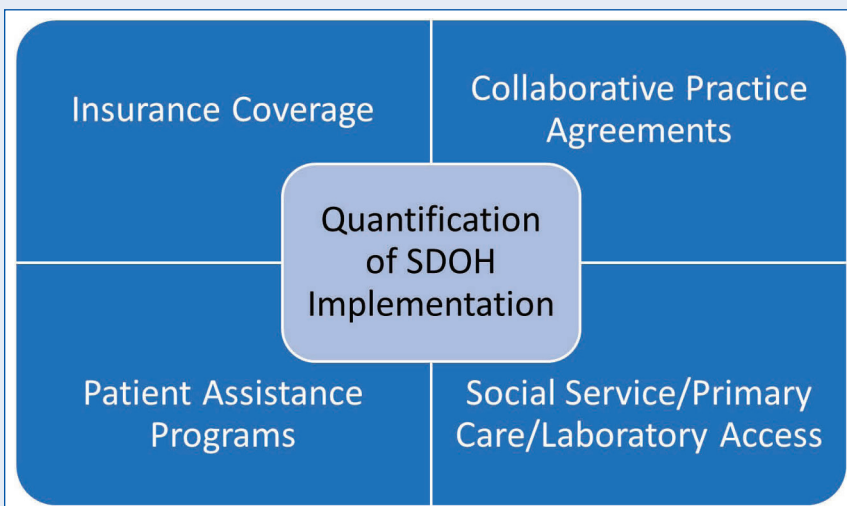 Insurance Coverage
Collaborative Practice
Agreements
Quantification
of SDOH
Implementation
Patient Assistance
Programs
Social Service/Primary
Care/Laboratory Access